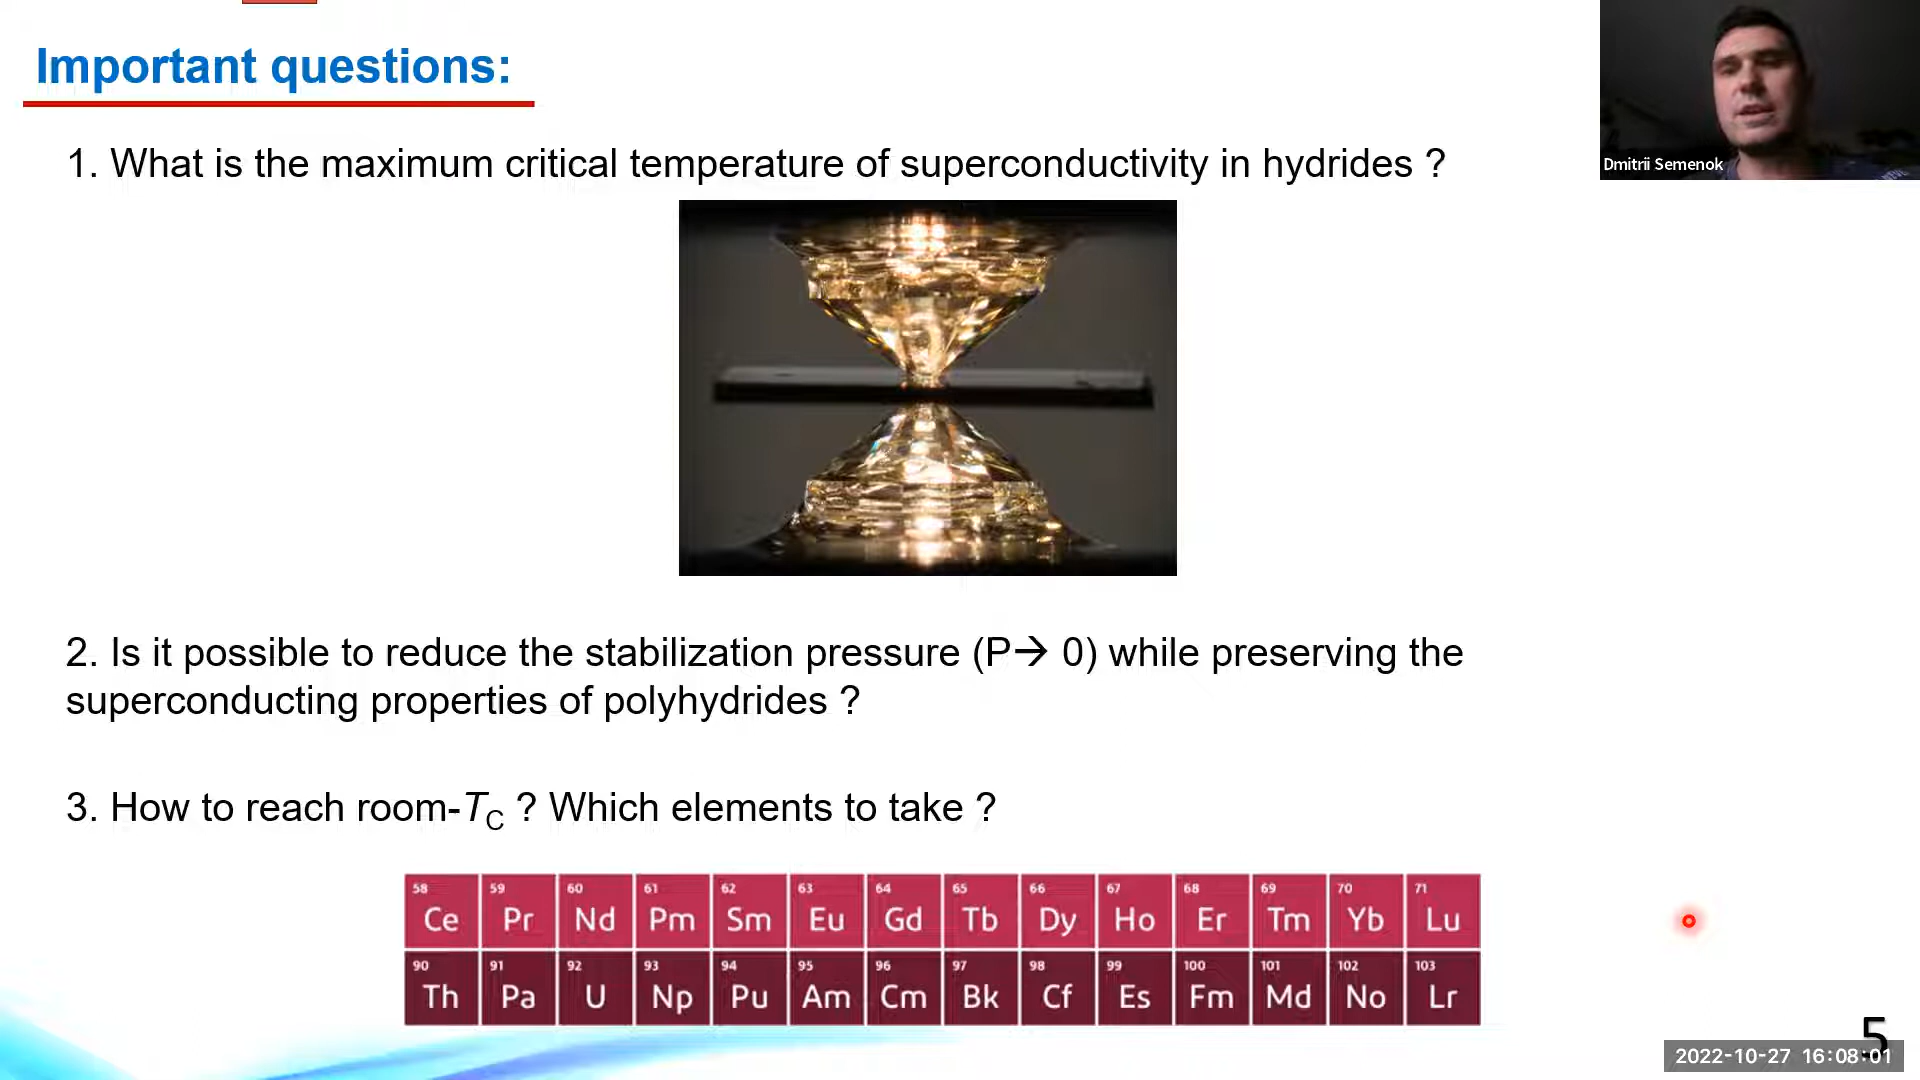 Important questions:
Dmitrii Semenok
1. What is the maximum critical temperature of superconductivity in hydrides ?
2. Is it possible to reduce the stabilization pressure (P→ 0) while preserving the
superconducting properties of polyhydrides ?
3. How to reach room-TC ? Which elements to take ?
58 59 60 61 62 63 64 65 66 67 68 69 70 71
Ce Pr Nd Pm Sm Eu Gd Tb Dy Ho Er Tm Yb Lu
90 91 92 93 94 95 96 97 98 99 100 101 102 103
Th Pa U Np Pu Am Cm Bk Cf Es Fm Md No Lr
5
2022-10-27 16:08:01